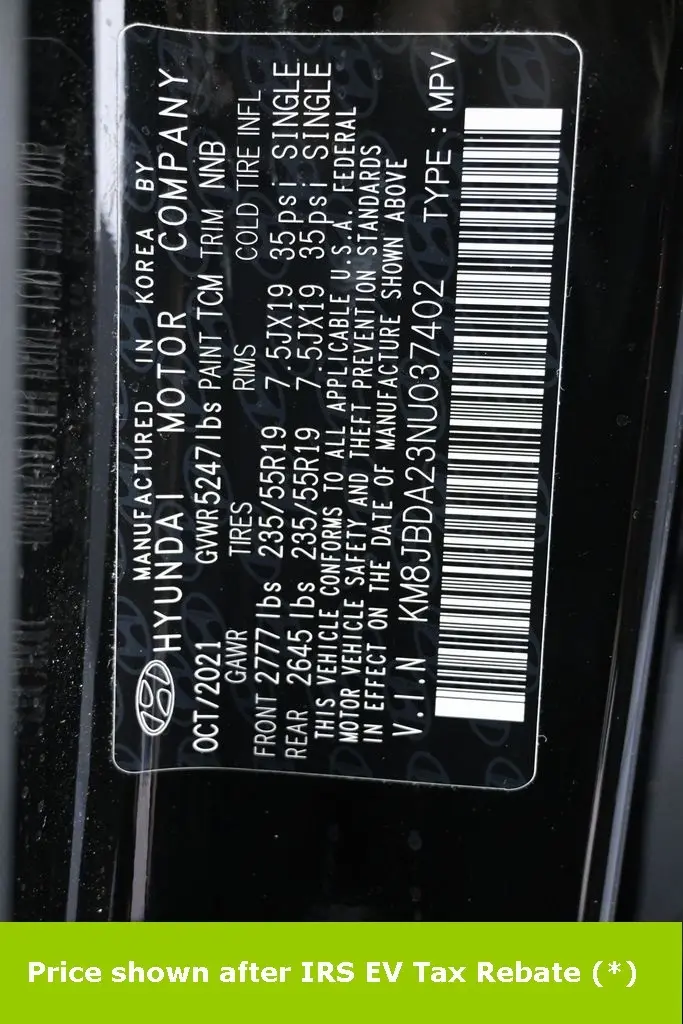 MANUFACTURED IN KOREA BY
HYUNDAI MOTOR COMPANY
OCT/2021 GVWR5247lbs PAINT TCM TRIM NNB
GAWR TIRES RIMS COLD TIRE INFL
FRONT 2777 lbs 235/55R19 7.5JX19 35psi SINGLE
REAR 2645 lbs 235/55R19 7.5JX19 35psi SINGLE
THIS VEHICLE CONFORMS TO ALL APPLICABLE U.S.A. FEDERAL
MOTOR VEHICLE SAFETY AND THEFT PREVENTION STANDARDS
IN EFFECT ON THE DATE OF MANUFACTURE SHOWN ABOVE
V.I.N KM8JBDA23NU037402 TYPE : MPV
Price shown after IRS EV Tax Rebate (*)